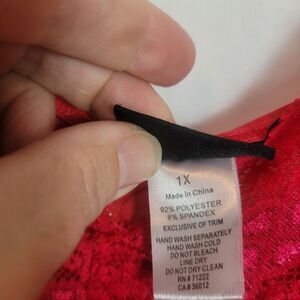 1X
Made in China
92% POLYESTER
8% SPANDEX
EXCLUSIVE OF TRIM
HAND WASH SEPARATELY
HAND WASH COLD
DO NOT BLEACH
LINE DRY
DO NOT DRY CLEAN
RN # 71222
CA # 36012